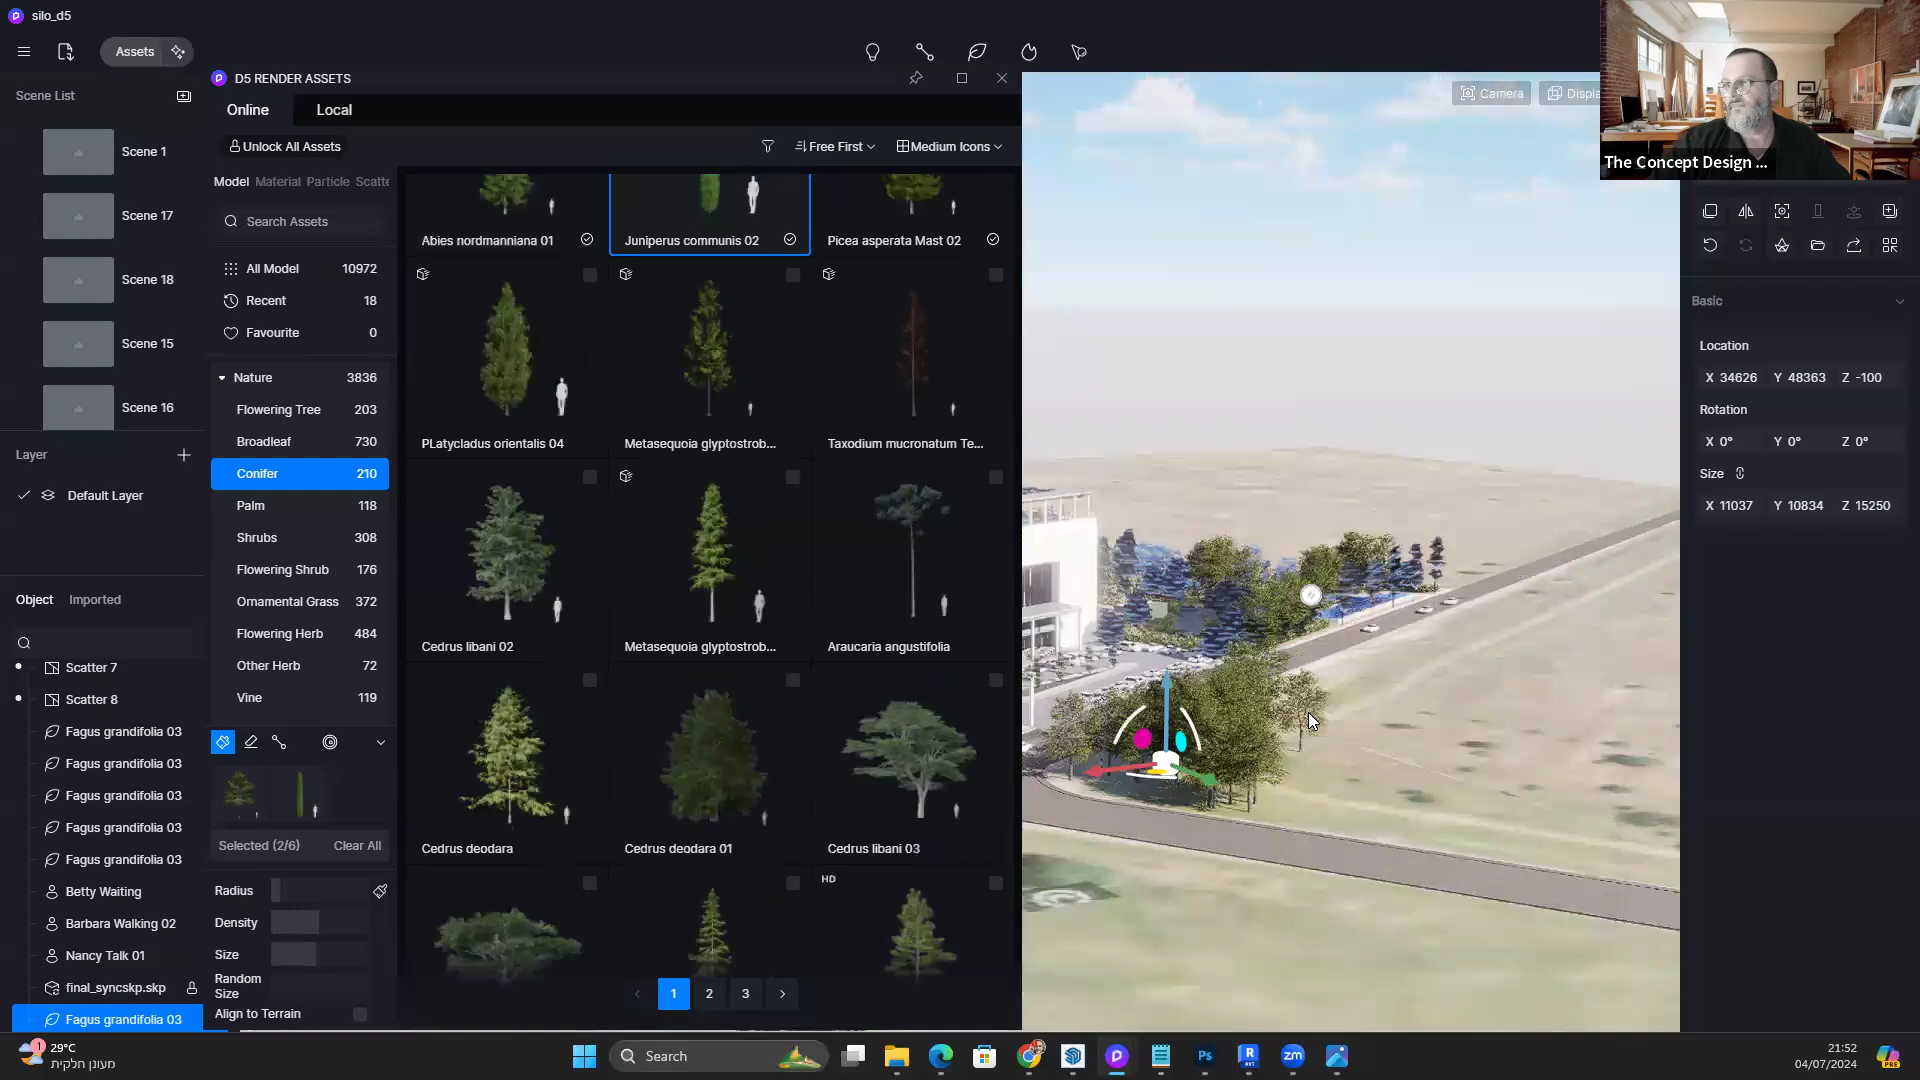 silo_d5
Assets
Scene List
Scene 1
Scene 17
Scene 18
Scene 15
Scene 16
Layer
Default Layer
Object Imported
Scatter 7
Scatter 8
Fagus grandifolia 03
Fagus grandifolia 03
Fagus grandifolia 03
Fagus grandifolia 03
Fagus grandifolia 03
Betty Waiting
Barbara Walking 02
Nancy Talk 01
final_syncskp.skp
Fagus grandifolia 03
D5 RENDER ASSETS
Online Local
Unlock All Assets
Free First
Medium Icons
Model Material Particle Scatte
Search Assets
All Model 10972
Recent 18
Favourite 0
Nature 3836
Flowering Tree 203
Broadleaf 730
Conifer 210
Palm 118
Shrubs 308
Flowering Shrub 176
Ornamental Grass 372
Flowering Herb 484
Other Herb 72
Vine 119
Selected (2/6) Clear All
Radius
Density
Size
Random
Size
Align to Terrain
Abies nordmanniana 01
Juniperus communis 02
Picea asperata Mast 02
PLatycladus orientalis 04
Metasequoia glyptostrob...
Taxodium mucronatum Te...
Cedrus libani 02
Metasequoia glyptostrob...
Araucaria angustifolia
Cedrus deodara
Cedrus deodara 01
Cedrus libani 03
HD
1 2 3
Camera
Displa
The Concept Design ...
Basic
Location
X 34626 Y 48363 Z -100
Rotation
X 0° Y 0° Z 0°
Size
X 11037 Y 10834 Z 15250
1
29°C
מעונן חלקית
Search
Ps
R
RVT
zm
21:52
04/07/2024
PRE